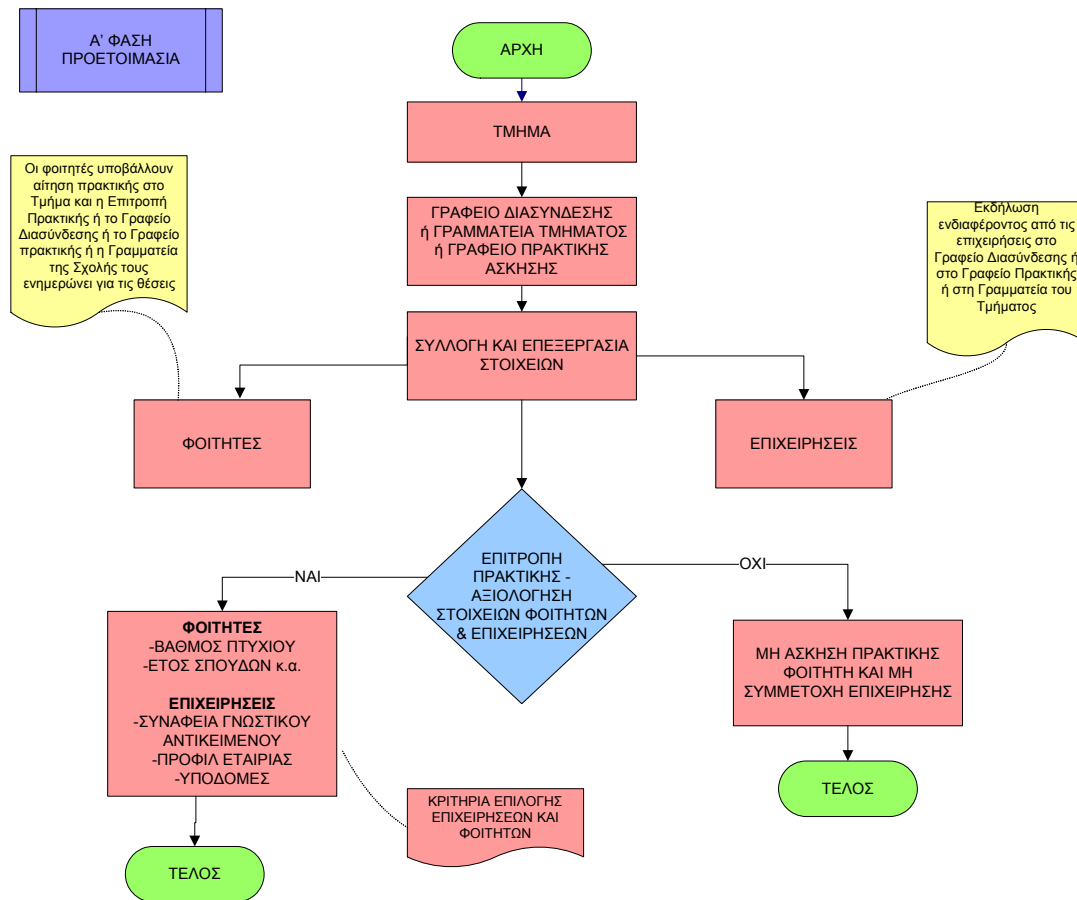 Α' ΦΑΣΗ
ΠΡΟΕΤΟΙΜΑΣΙΑ
ΑΡΧΗ
ΤΜΗΜΑ
Οι φοιτητές υποβάλλουν
αίτηση πρακτικής στο
Τμήμα και η Επιτροπή
Πρακτικής ή το Γραφείο
Διασύνδεσης ή το Γραφείο
πρακτικής ή η Γραμματεία
της Σχολής τους
ενημερώνει για τις θέσεις
ΓΡΑΦΕΙΟ ΔΙΑΣΥΝΔΕΣΗΣ
ή ΓΡΑΜΜΑΤΕΙΑ ΤΜΗΜΑΤΟΣ
ή ΓΡΑΦΕΙΟ ΠΡΑΚΤΙΚΗΣ
ΑΣΚΗΣΗΣ
Εκδήλωση
ενδιαφέροντος από τις
επιχειρήσεις στο
Γραφείο Διασύνδεσης ή
στο Γραφείο Πρακτικής
ή στη Γραμματεία του
Τμήματος
ΣΥΛΛΟΓΗ ΚΑΙ ΕΠΕΞΕΡΓΑΣΙΑ
ΣΤΟΙΧΕΙΩΝ
ΦΟΙΤΗΤΕΣ
ΕΠΙΧΕΙΡΗΣΕΙΣ
ΕΠΙΤΡΟΠΗ
ΠΡΑΚΤΙΚΗΣ -
ΑΞΙΟΛΟΓΗΣΗ
ΣΤΟΙΧΕΙΩΝ ΦΟΙΤΗΤΩΝ
& ΕΠΙΧΕΙΡΗΣΕΩΝ
ΝΑΙ
ΟΧΙ
ΦΟΙΤΗΤΕΣ
-ΒΑΘΜΟΣ ΠΤΥΧΙΟΥ
-ΕΤΟΣ ΣΠΟΥΔΩΝ κ.α.
ΕΠΙΧΕΙΡΗΣΕΙΣ
-ΣΥΝΑΦΕΙΑ ΓΝΩΣΤΙΚΟΥ
ΑΝΤΙΚΕΙΜΕΝΟΥ
-ΠΡΟΦΙΛ ΕΤΑΙΡΙΑΣ
-ΥΠΟΔΟΜΕΣ
ΜΗ ΑΣΚΗΣΗ ΠΡΑΚΤΙΚΗΣ
ΦΟΙΤΗΤΗ ΚΑΙ ΜΗ
ΣΥΜΜΕΤΟΧΗ ΕΠΙΧΕΙΡΗΣΗΣ
ΤΕΛΟΣ
ΚΡΙΤΗΡΙΑ ΕΠΙΛΟΓΗΣ
ΕΠΙΧΕΙΡΗΣΕΩΝ ΚΑΙ
ΦΟΙΤΗΤΩΝ
ΤΕΛΟΣ